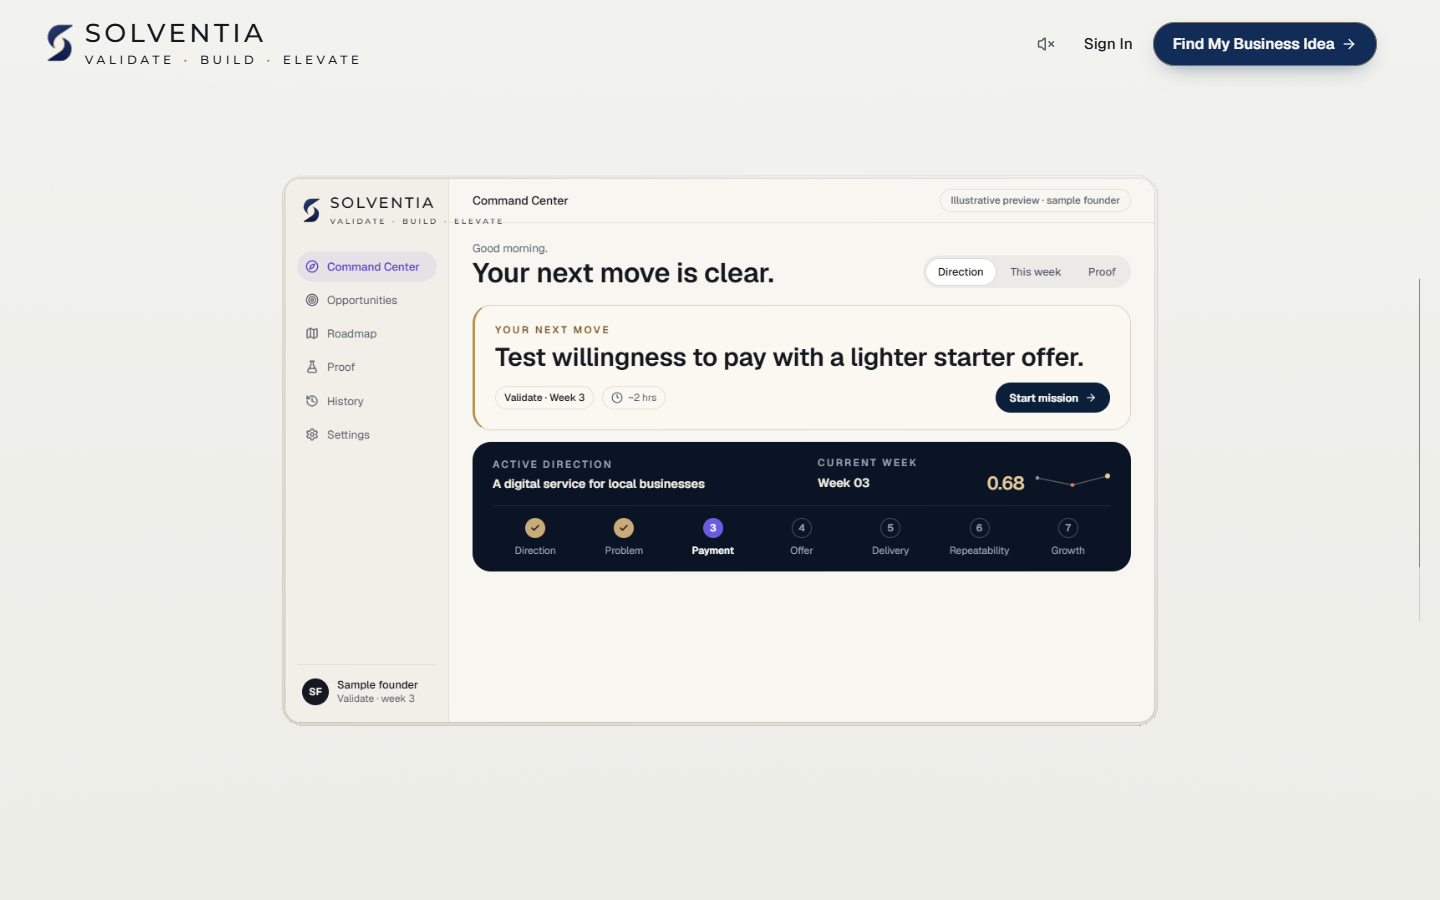 SOLVENTIA
VALIDATE · BUILD · ELEVATE
Sign In
Find My Business Idea
SOLVENTIA
VALIDATE · BUILD · ELEVATE
Command Center
Opportunities
Roadmap
Proof
History
Settings
SF
Sample founder
Validate · week 3
Command Center
Illustrative preview · sample founder
Good morning.
Your next move is clear.
Direction
This week
Proof
YOUR NEXT MOVE
Test willingness to pay with a lighter starter offer.
Validate · Week 3
~2 hrs
Start mission
ACTIVE DIRECTION
A digital service for local businesses
CURRENT WEEK
Week 03
0.68
Direction
Problem
3
Payment
4
Offer
5
Delivery
6
Repeatability
7
Growth